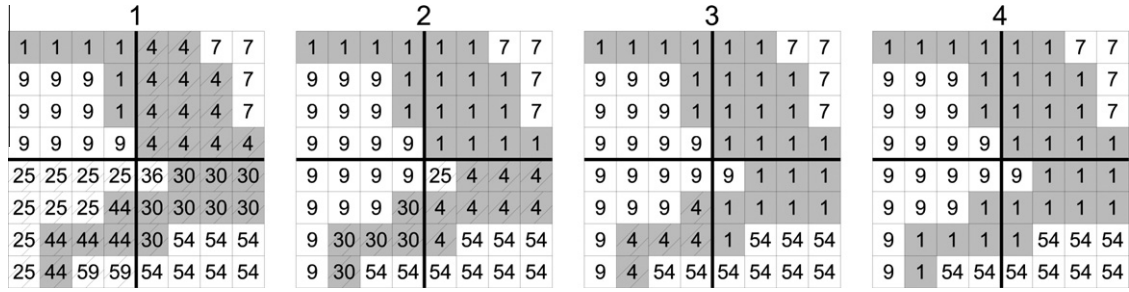 1 2 3 4
1 1 1 1 4 4 7 7 1 1 1 1 1 1 7 7 1 1 1 1 1 1 7 7 1 1 1 1 1 1 7 7
9 9 9 1 4 4 4 7 9 9 9 1 1 1 1 7 9 9 9 1 1 1 1 7 9 9 9 1 1 1 1 7
9 9 9 1 4 4 4 7 9 9 9 1 1 1 1 7 9 9 9 1 1 1 1 7 9 9 9 1 1 1 1 7
9 9 9 9 4 4 4 4 9 9 9 9 1 1 1 1 9 9 9 9 1 1 1 1 9 9 9 9 1 1 1 1
25 25 25 25 36 30 30 30 9 9 9 9 25 4 4 4 9 9 9 9 9 1 1 1 9 9 9 9 9 1 1 1
25 25 25 44 30 30 30 30 9 9 9 30 4 4 4 4 9 9 9 4 1 1 1 1 9 9 9 1 1 1 1 1
25 44 44 44 30 54 54 54 9 30 30 30 4 54 54 54 9 4 4 4 1 54 54 54 9 1 1 1 1 54 54 54
25 44 59 59 54 54 54 54 9 30 54 54 54 54 54 54 9 4 54 54 54 54 54 54 9 1 54 54 54 54 54 54